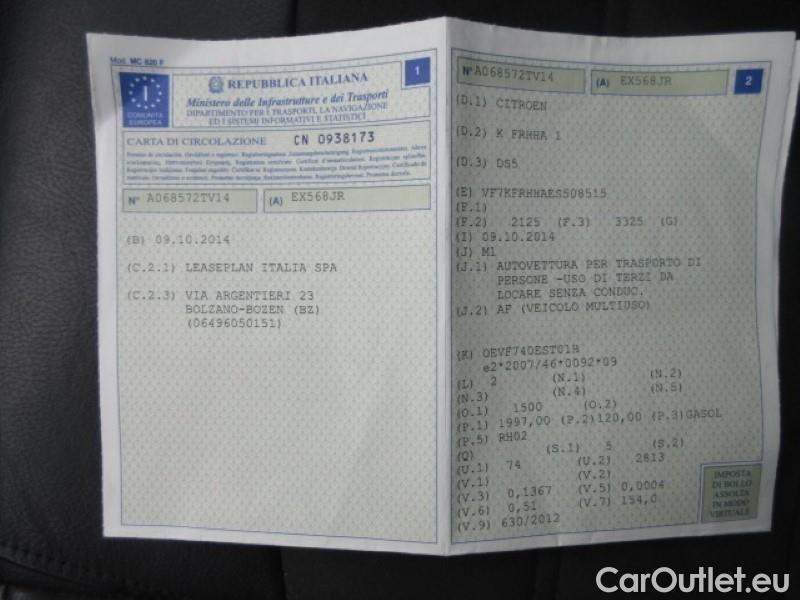 Mod. MC 820 F
1
I
COMUNITÀ
EUROPEA
REPUBBLICA ITALIANA
Ministero delle Infrastrutture e dei Trasporti
DIPARTIMENTO PER I TRASPORTI, LA NAVIGAZIONE
ED I SISTEMI INFORMATIVI E STATISTICI
CARTA DI CIRCOLAZIONE CN 0938173
N° A068572TV14 (A) EX568JR
(B) 09.10.2014
(C.2.1) LEASEPLAN ITALIA SPA
(C.2.3) VIA ARGENTIERI 23
BOLZANO-BOZEN (BZ)
(06496050151)
N° A068572TV14 (A) EX568JR 2
(D.1) CITROEN
(D.2) K FRHHA 1
(D.3) DS5
(E) VF7KFRHHAES508515
(F.1)
(F.2) 2125 (F.3) 3325 (G)
(I) 09.10.2014
(J) M1
(J.1) AUTOVETTURA PER TRASPORTO DI
PERSONE -USO DI TERZI DA
LOCARE SENZA CONDUC.
(J.2) AF (VEICOLO MULTIUSO)
(K) OEVF740EST01H
e2*2007/46*0092*09
(L) 2 (N.1) (N.2)
(N.3) (N.4) (N.5)
(O.1) 1500 (O.2)
(P.1) 1997,00 (P.2)120,00 (P.3)GASOL
(P.5) RH02
(Q) (S.1) 5 (S.2)
(U.1) 74 (U.2) 2813
(V.1) (V.2)
(V.3) 0,1367 (V.5) 0,0004
(V.6) 0,51 (V.7) 154,0
(V.9) 630/2012
IMPOSTA
DI BOLLO
ASSOLTA
IN MODO
VIRTUALE
CarOutlet.eu